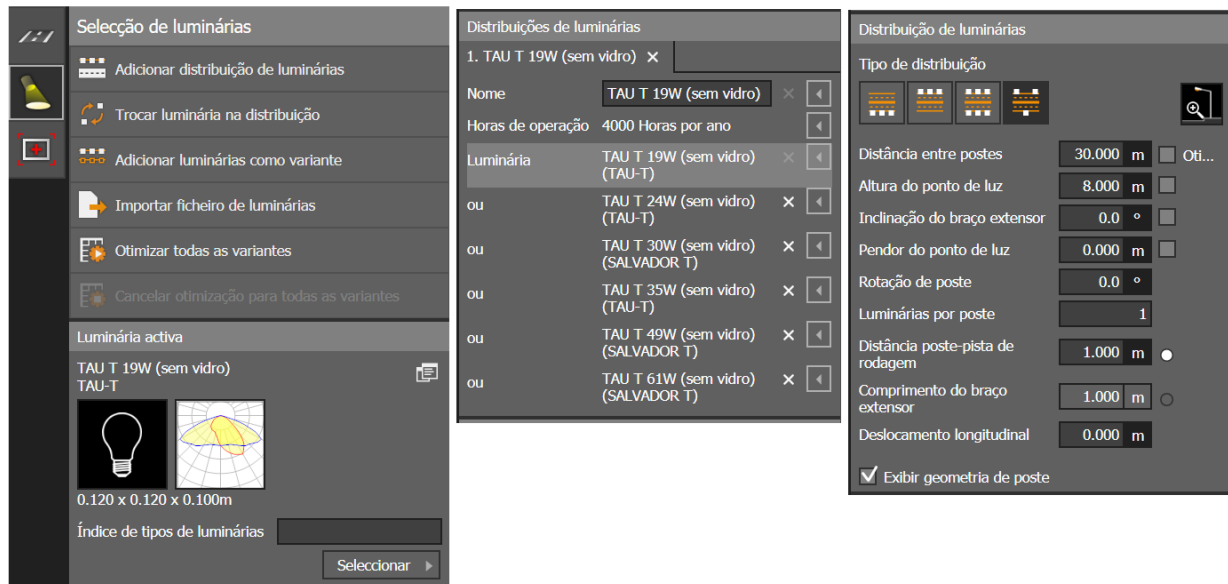 Selecção de luminárias
Adicionar distribuição de luminárias
Trocar luminária na distribuição
Adicionar luminárias como variante
Importar ficheiro de luminárias
Otimizar todas as variantes
Cancelar otimização para todas as variantes
Luminária activa
TAU T 19W (sem vidro)
TAU-T
0.120 x 0.120 x 0.100m
Índice de tipos de luminárias
Seleccionar
Distribuições de luminárias
1. TAU T 19W (sem vidro)
Nome TAU T 19W (sem vidro)
Horas de operação 4000 Horas por ano
Luminária TAU T 19W (sem vidro)
(TAU-T)
ou TAU T 24W (sem vidro)
(TAU-T)
ou TAU T 30W (sem vidro)
(SALVADOR T)
ou TAU T 35W (sem vidro)
(TAU-T)
ou TAU T 49W (sem vidro)
(SALVADOR T)
ou TAU T 61W (sem vidro)
(SALVADOR T)
Distribuição de luminárias
Tipo de distribuição
Distância entre postes 30.000 m Oti...
Altura do ponto de luz 8.000 m
Inclinação do braço extensor 0.0 °
Pendor do ponto de luz 0.000 m
Rotação de poste 0.0 °
Luminárias por poste 1
Distância poste-pista de
rodagem 1.000 m
Comprimento do braço
extensor 1.000 m
Deslocamento longitudinal 0.000 m
Exibir geometria de poste